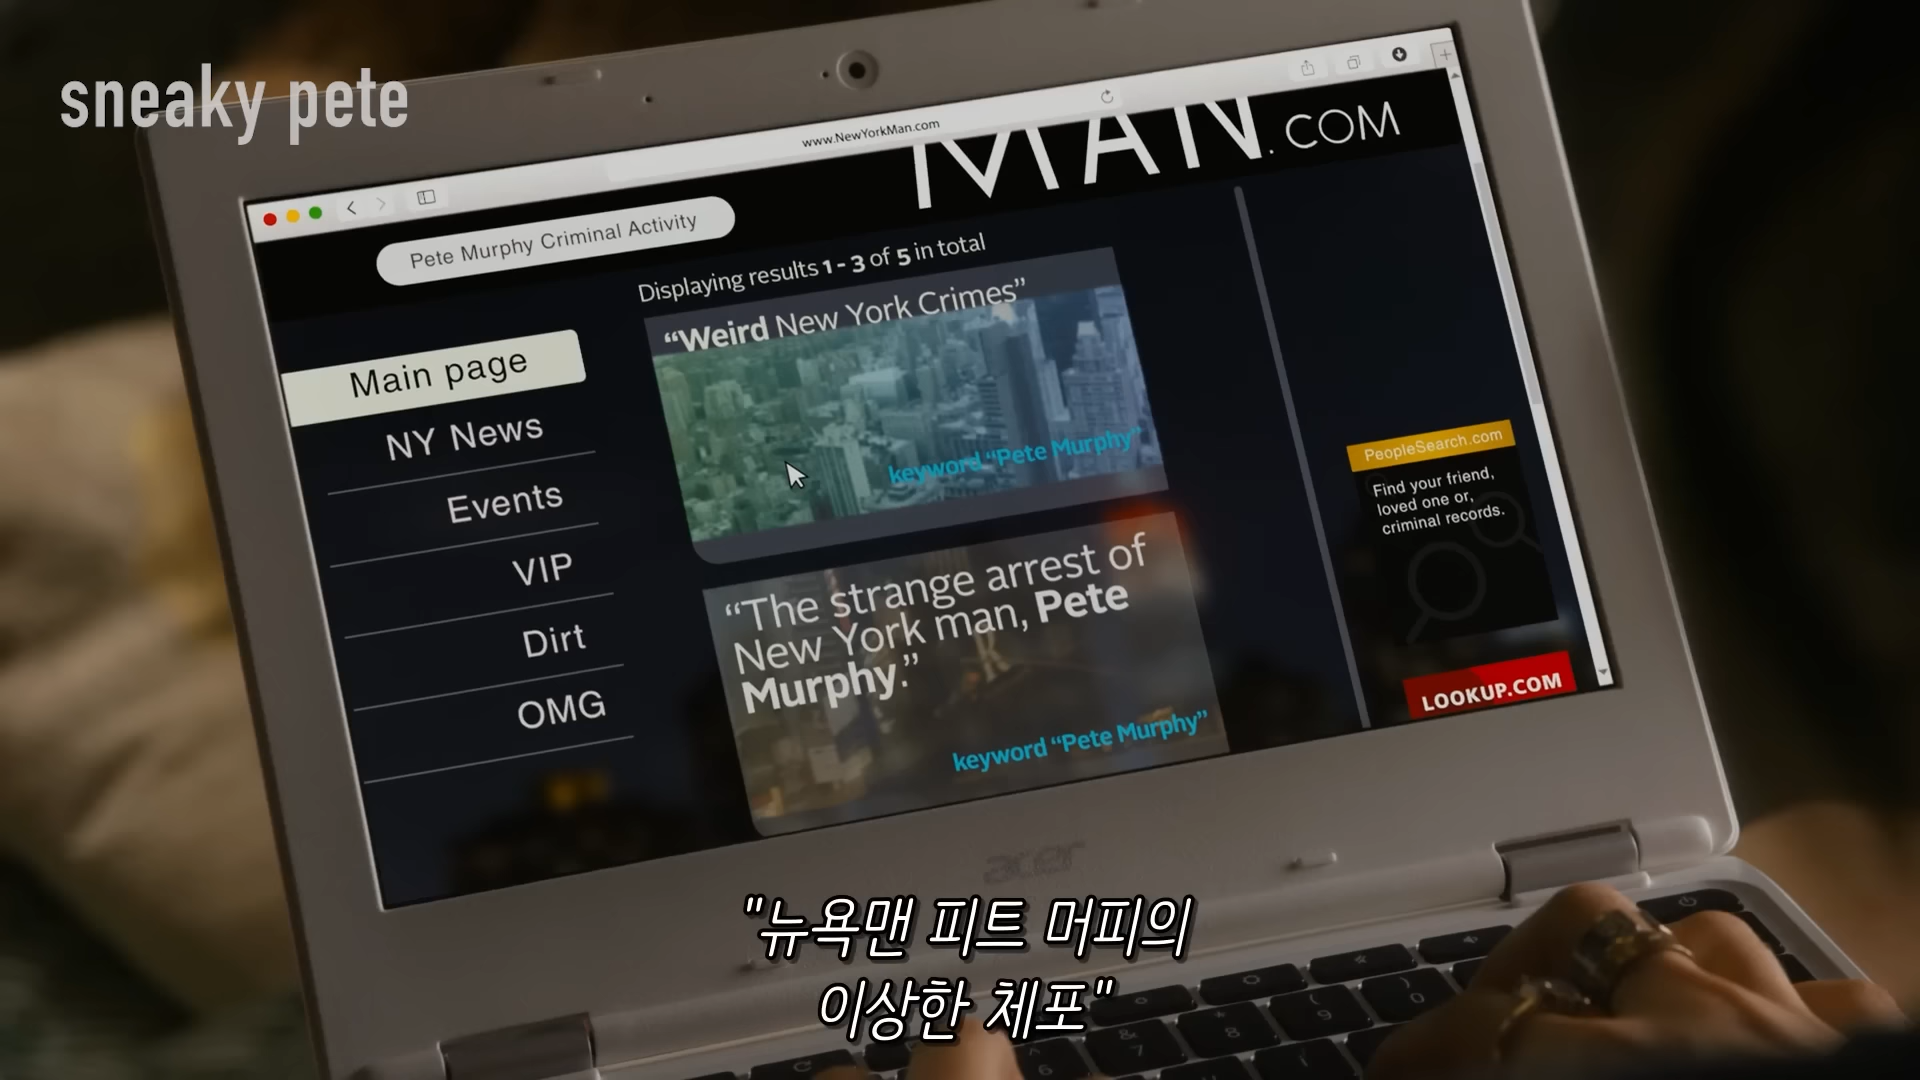 sneaky pete
www.NewYorkMan.com
MAN.COM
Pete Murphy Criminal Activity
Displaying results 1 - 3 of 5 in total
"Weird New York Crimes"
keyword "Pete Murphy"
Main page
NY News
Events
VIP
Dirt
OMG
"The strange arrest of
New York man, Pete
Murphy."
keyword "Pete Murphy"
PeopleSearch.com
Find your friend,
loved one or,
criminal records.
LOOKUP.COM
acer
"뉴욕맨 피트 머피의
이상한 체포"